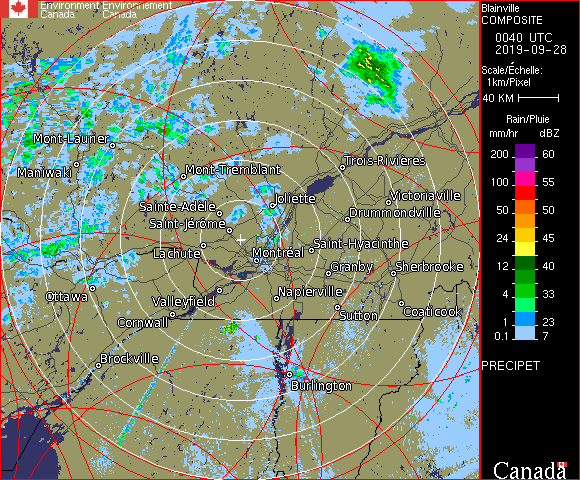 Environment Environnement
Canada Canada
Blainville
COMPOSITE
0040 UTC
2019-09-28
Scale/Échelle:
1km/Pixel
40 KM
Rain/Pluie
mm/hr dBZ
200 60
100 55
50 50
24 45
12 40
4 33
1 23
0.1 7
PRECIPET
Canada
Mont-Laurier
Maniwaki
Mont-Tremblant
Trois-Rivières
Joliette
Victoriaville
Sainte-Adèle
Drummondville
Saint-Jérôme
Lachute
Montréal
Saint-Hyacinthe
Granby
Sherbrooke
Ottawa
Valleyfield
Napierville
Cornwall
Sutton
Coaticook
Brockville
Burlington